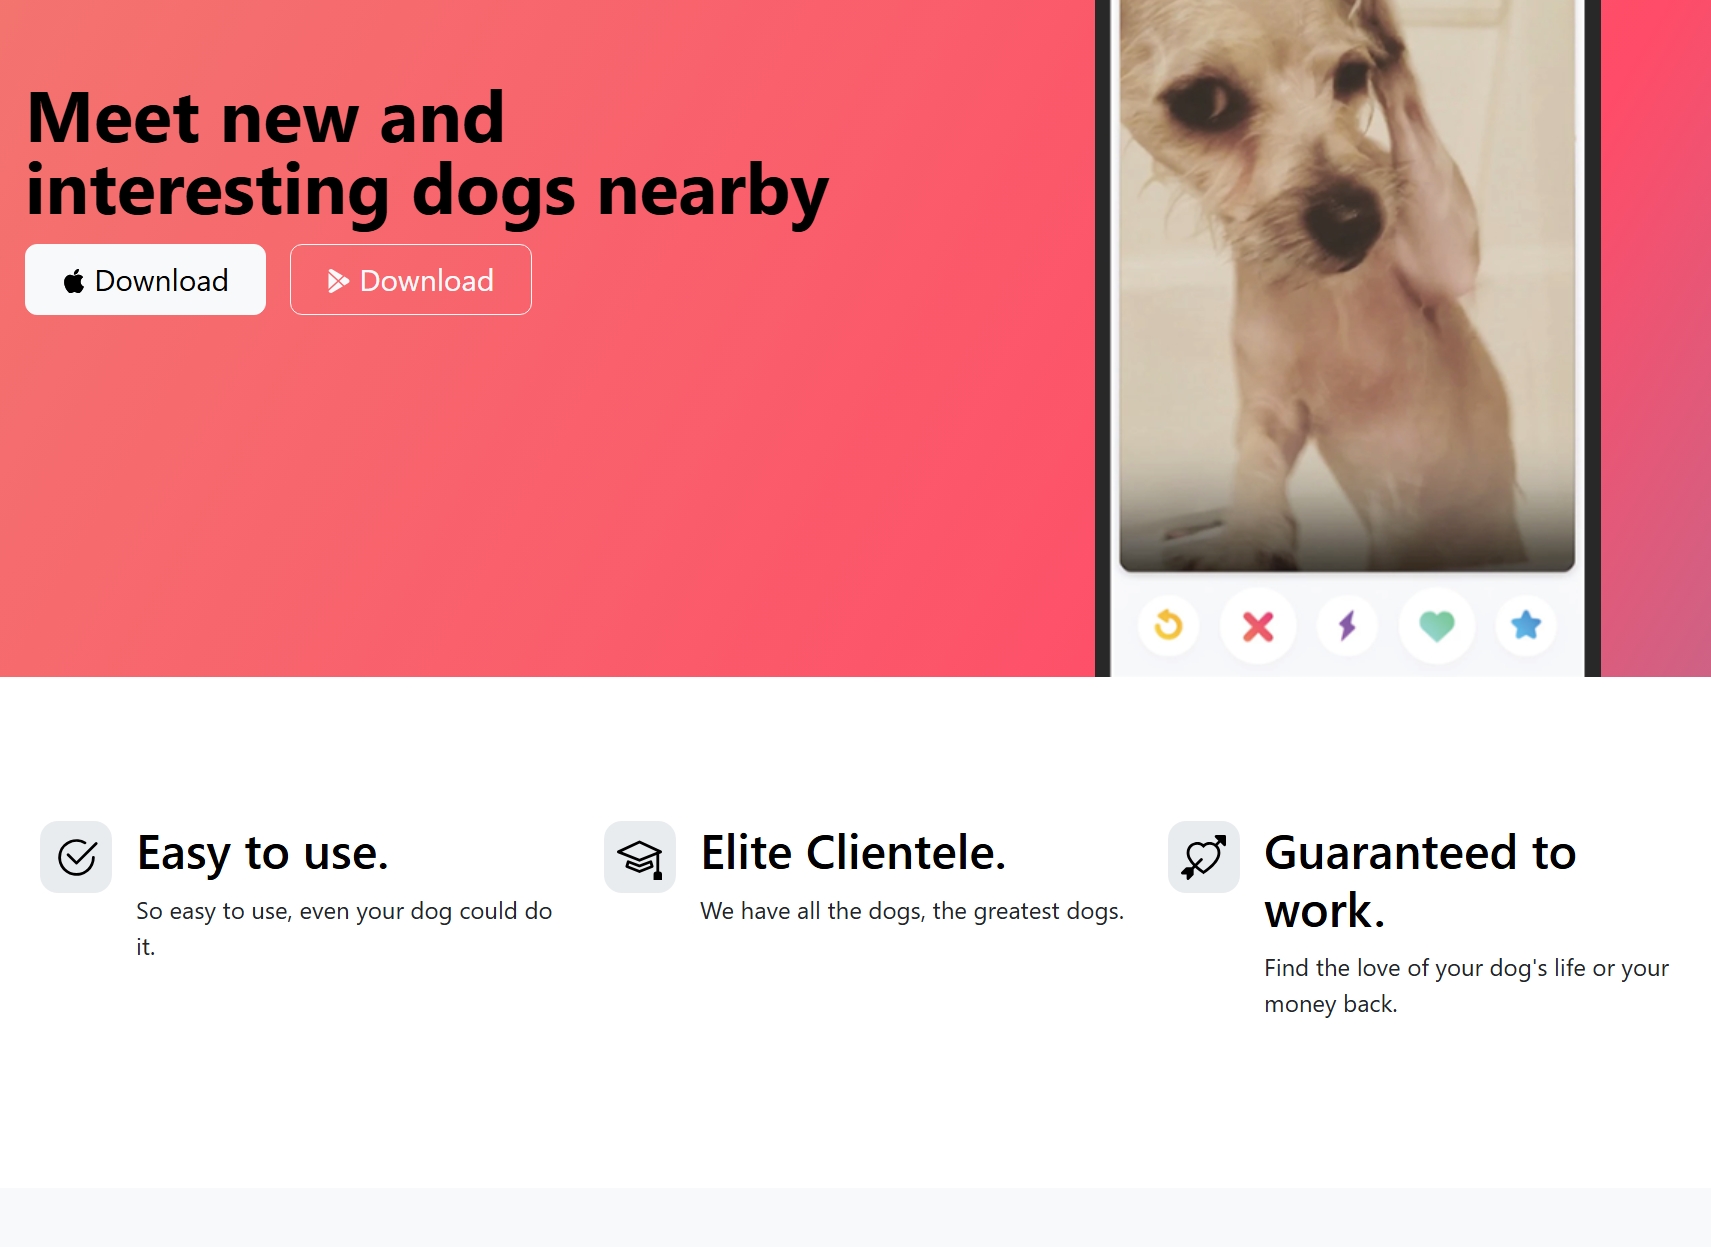 Meet new and
interesting dogs nearby
Download
Download
Easy to use.
So easy to use, even your dog could do
it.
Elite Clientele.
We have all the dogs, the greatest dogs.
Guaranteed to
work.
Find the love of your dog's life or your
money back.